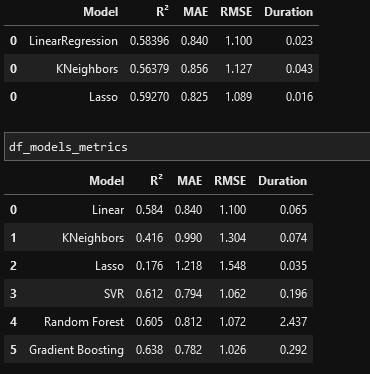 Model R² MAE RMSE Duration
0 LinearRegression 0.58396 0.840 1.100 0.023
0 KNeighbors 0.56379 0.856 1.127 0.043
0 Lasso 0.59270 0.825 1.089 0.016
df_models_metrics
Model R² MAE RMSE Duration
0 Linear 0.584 0.840 1.100 0.065
1 KNeighbors 0.416 0.990 1.304 0.074
2 Lasso 0.176 1.218 1.548 0.035
3 SVR 0.612 0.794 1.062 0.196
4 Random Forest 0.605 0.812 1.072 2.437
5 Gradient Boosting 0.638 0.782 1.026 0.292